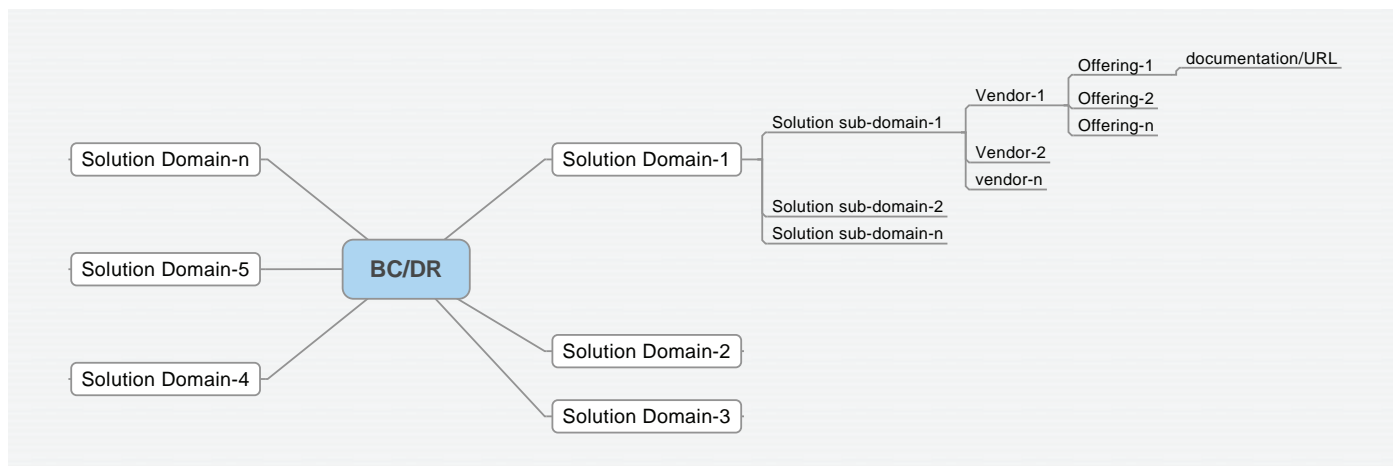 BC/DR
Solution Domain-1
Solution sub-domain-1
Vendor-1
Offering-1
documentation/URL
Offering-2
Offering-n
Vendor-2
vendor-n
Solution sub-domain-2
Solution sub-domain-n
Solution Domain-2
Solution Domain-3
Solution Domain-4
Solution Domain-5
Solution Domain-n